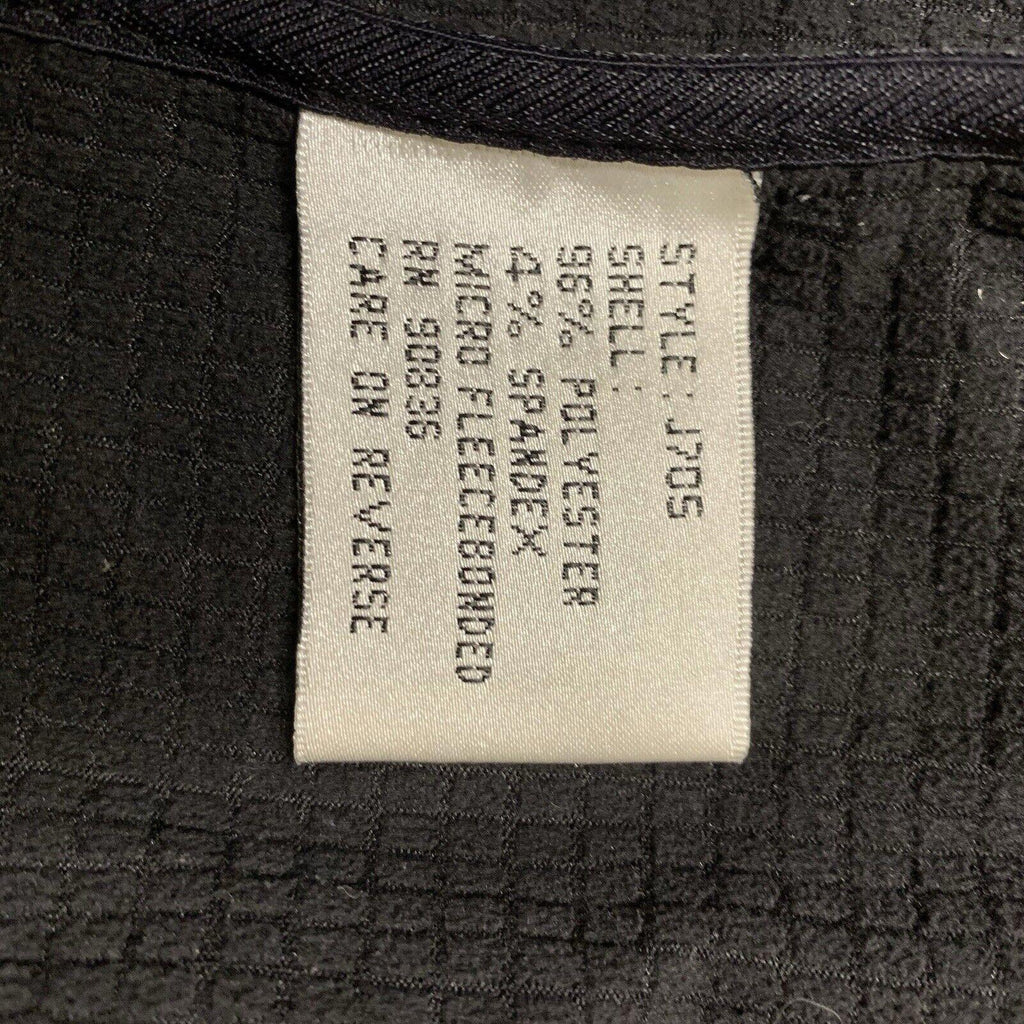 STYLE: J705
SHELL:
96% POLYESTER
4% SPANDEX
MICRO FLEECEBONDED
RN 90836
CARE ON REVERSE